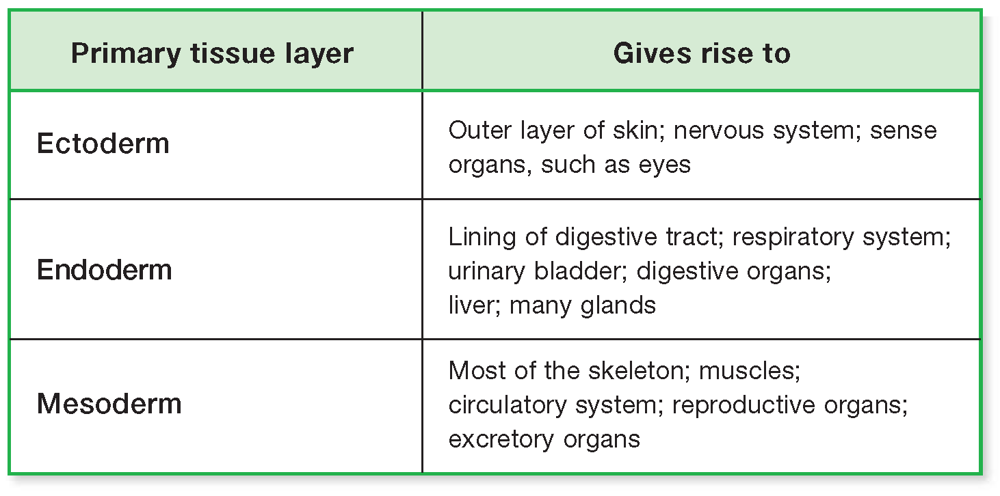 Primary tissue layer
Gives rise to
Ectoderm
Outer layer of skin; nervous system; sense
organs, such as eyes
Endoderm
Lining of digestive tract; respiratory system;
urinary bladder; digestive organs;
liver; many glands
Mesoderm
Most of the skeleton; muscles;
circulatory system; reproductive organs;
excretory organs